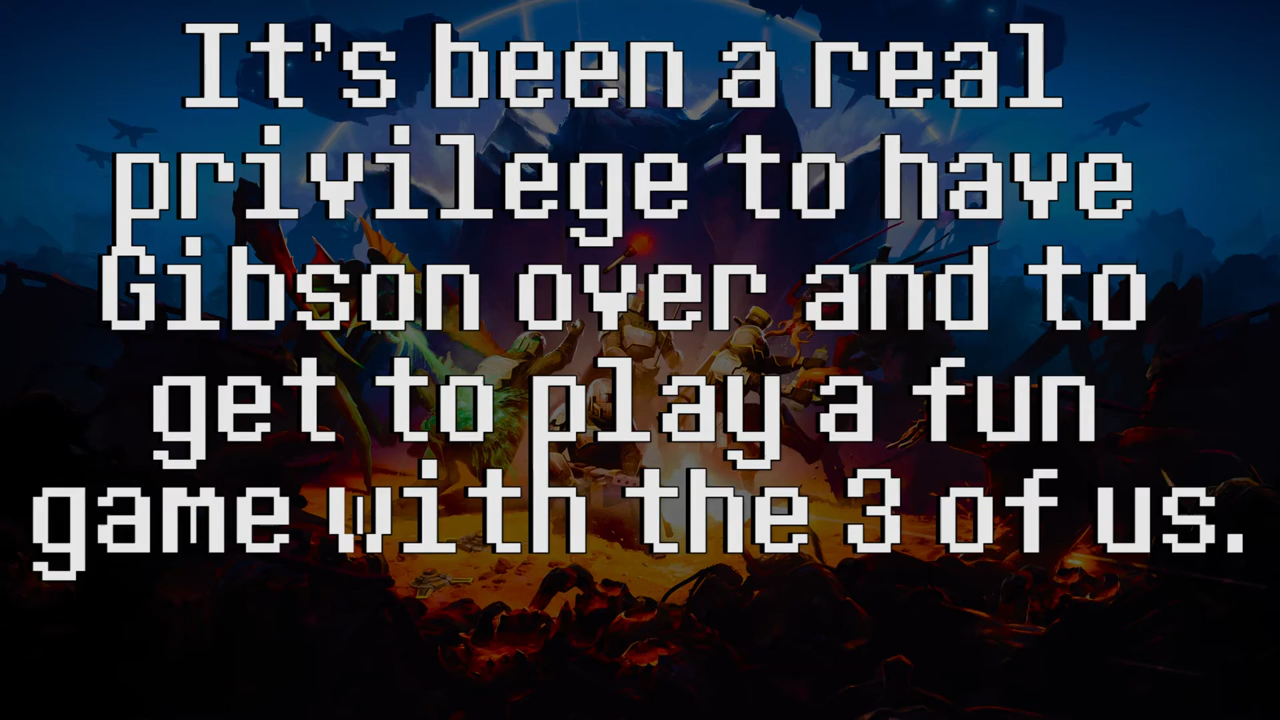 It's been a real
privilege to have
Gibson over and to
get to play a fun
game with the 3 of us.